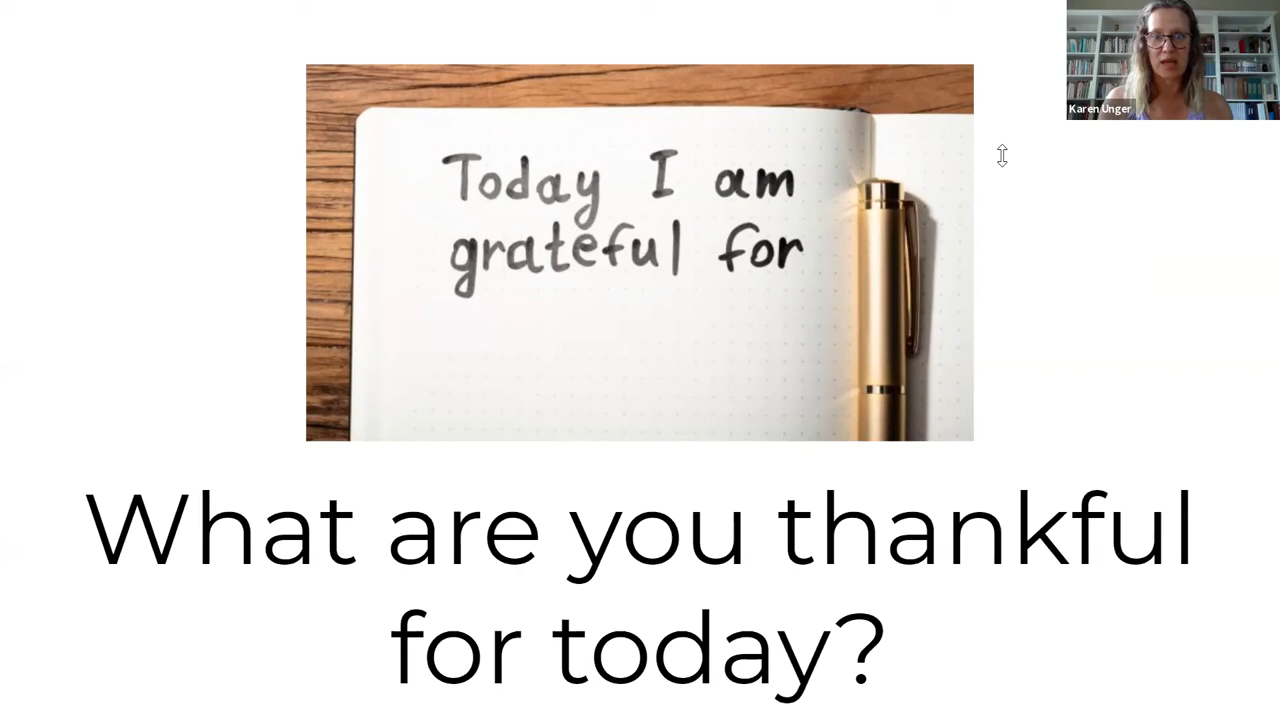 Karen Unger
Today I am
grateful for
What are you thankful
for today?